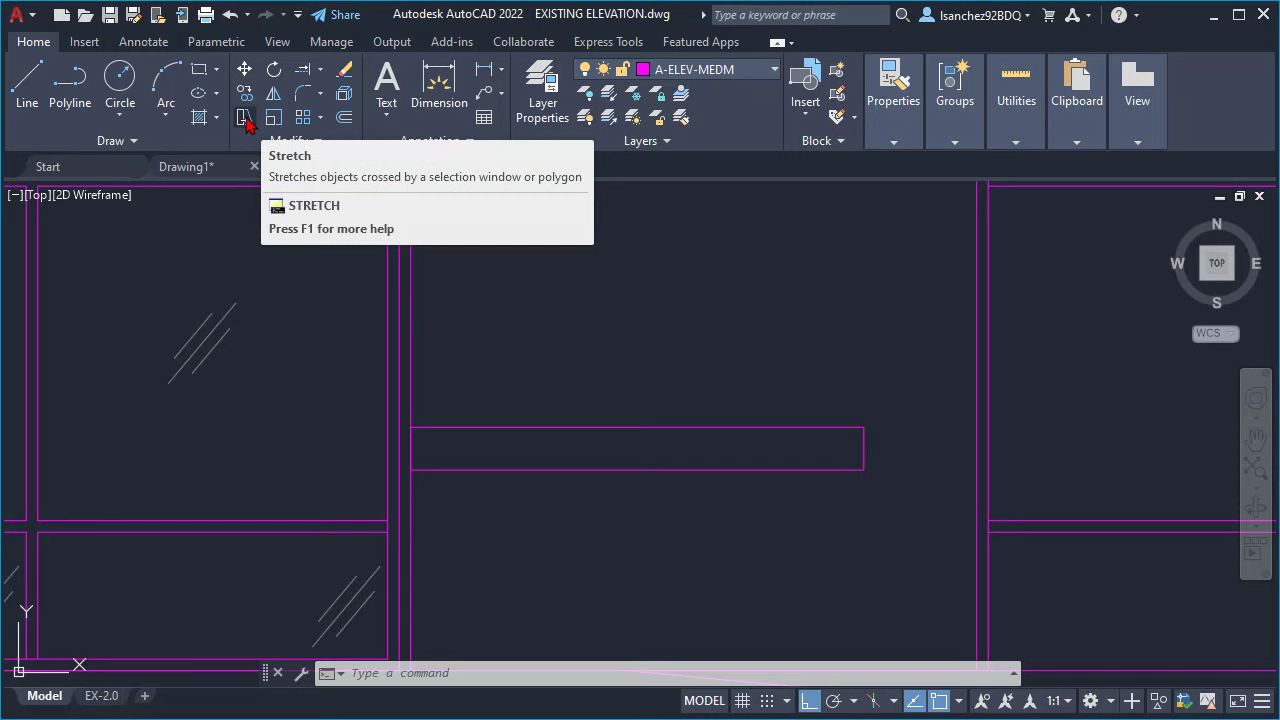 Share
Autodesk AutoCAD 2022 EXISTING ELEVATION.dwg
Type a keyword or phrase
lsanchez92BDQ
Home Insert Annotate Parametric View Manage Output Add-ins Collaborate Express Tools Featured Apps
A-ELEV-MEDM
Line Polyline Circle Arc
Text Dimension
Layer Properties
Insert
Properties Groups Utilities Clipboard View
Draw Modify Annotation Layers Block
Start Drawing1*
Stretch
Stretches objects crossed by a selection window or polygon
STRETCH
Press F1 for more help
[−][Top][2D Wireframe]
N
W TOP E
S
WCS
Y
X
Type a command
Model EX-2.0
MODEL 1:1